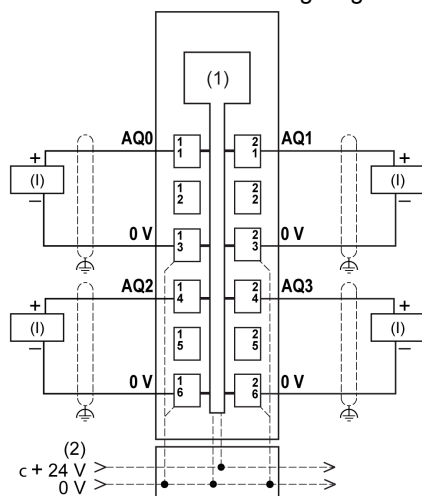 (1)
AQ0 1 1 2 1 AQ1
+ +
(I) 1 2 2 2 (I)
– –
0 V 1 3 2 3 0 V
AQ2 1 4 2 4 AQ3
+ +
(I) 1 5 2 5 (I)
– –
0 V 1 6 2 6 0 V
(2)
c + 24 V
0 V